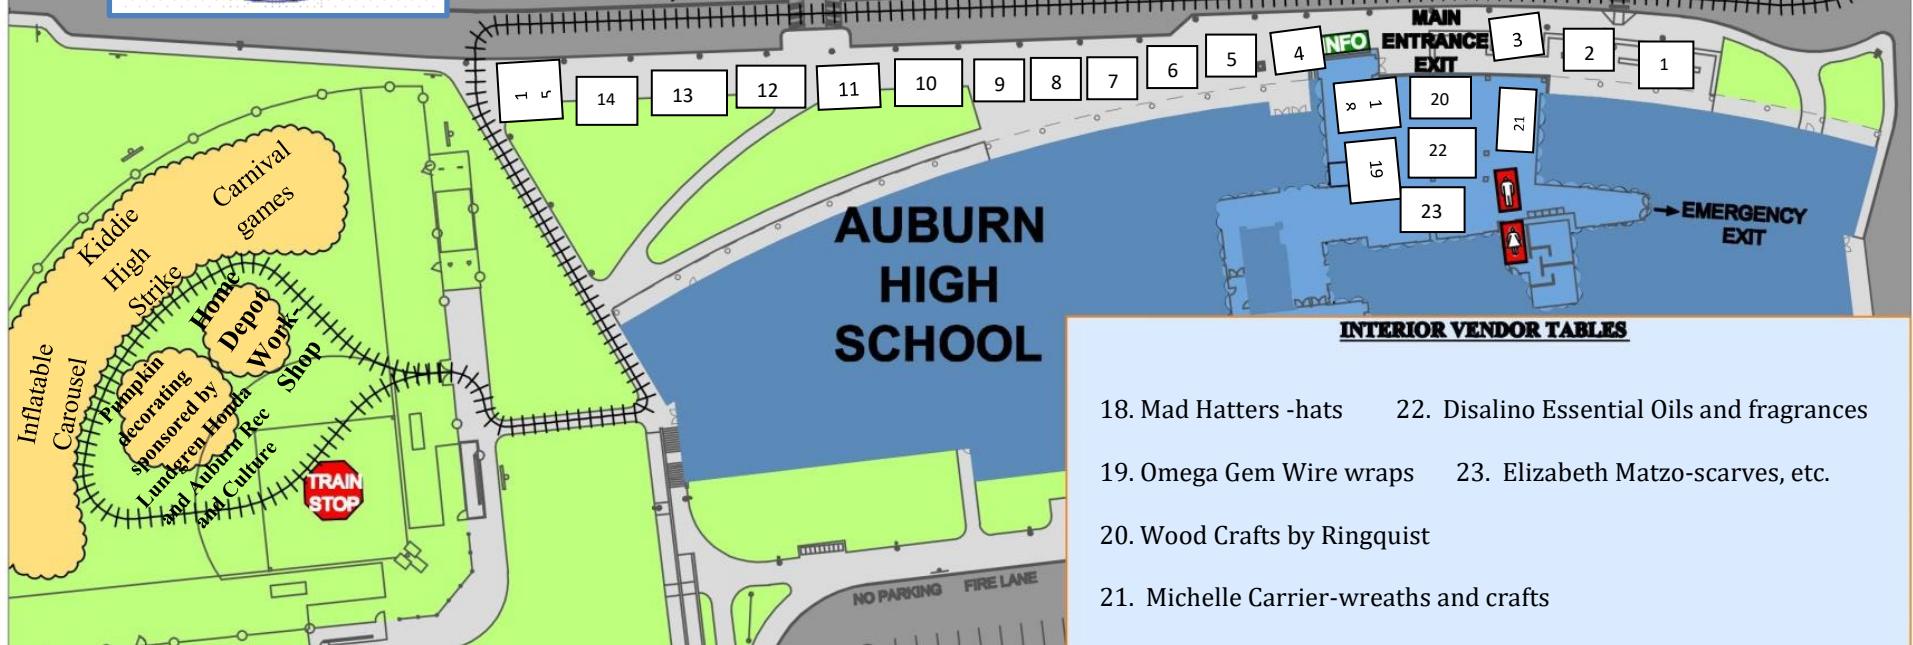 MAIN
ENTRANCE
EXIT
INFO
1
2
3
4
5
6
7
8
9
10
11
12
13
14
15
18
19
20
21
22
23
EMERGENCY
EXIT
AUBURN
HIGH
SCHOOL
Carnival
games
Kiddie
High
Strike
Inflatable
Carousel
Home
Depot
Work-
Shop
Pumpkin
decorating
sponsored by
Lundgren Honda
and Auburn Rec
and Culture
TRAIN
STOP
NO PARKING FIRE LANE
INTERIOR VENDOR TABLES
18. Mad Hatters -hats 22. Disalino Essential Oils and fragrances
19. Omega Gem Wire wraps 23. Elizabeth Matzo-scarves, etc.
20. Wood Crafts by Ringquist
21. Michelle Carrier-wreaths and crafts